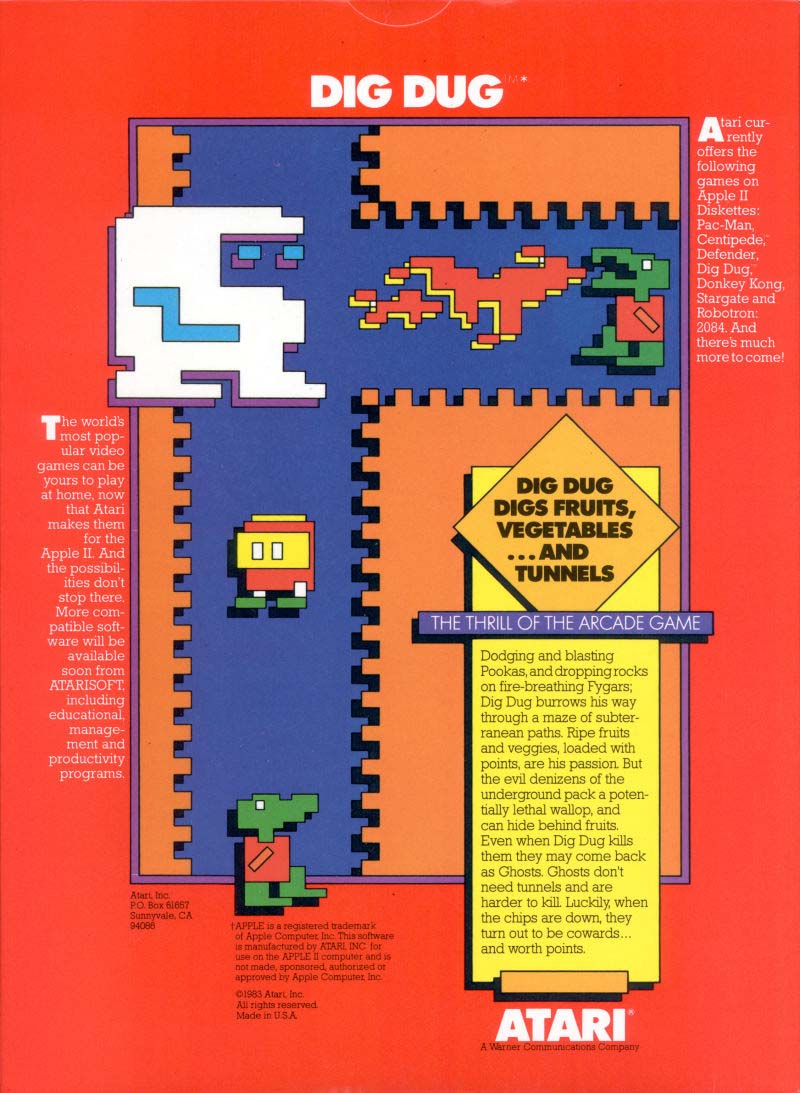 DIG DUG™*
Atari cur-
rently
offers the
following
games on
Apple II
Diskettes:
Pac-Man,
Centipede,™
Defender,
Dig Dug,™
Donkey Kong,
Stargate and
Robotron:
2084. And
there's much
more to come!
The world's
most pop-
ular video
games can be
yours to play
at home, now
that Atari
makes them
for the
Apple II. And
the possibil-
ities don't
stop there.
More com-
patible soft-
ware will be
available
soon from
ATARISOFT,
including
educational,
manage-
ment and
productivity
programs.
DIG DUG
DIGS FRUITS,
VEGETABLES
...AND
TUNNELS
THE THRILL OF THE ARCADE GAME
Dodging and blasting
Pookas, and dropping rocks
on fire-breathing Fygars;
Dig Dug burrows his way
through a maze of subter-
ranean paths. Ripe fruits
and veggies, loaded with
points, are his passion. But
the evil denizens of the
underground pack a poten-
tially lethal wallop, and
can hide behind fruits.
Even when Dig Dug kills
them they may come back
as Ghosts. Ghosts don't
need tunnels and are
harder to kill. Luckily, when
the chips are down, they
turn out to be cowards...
and worth points.
Atari, Inc.
P.O. Box 61657
Sunnyvale, CA
94086
†APPLE is a registered trademark
of Apple Computer, Inc. This software
is manufactured by ATARI, INC. for
use on the APPLE II computer and is
not made, sponsored, authorized or
approved by Apple Computer, Inc.
©1983 Atari, Inc.
All rights reserved.
Made in U.S.A.
ATARI®
A Warner Communications Company